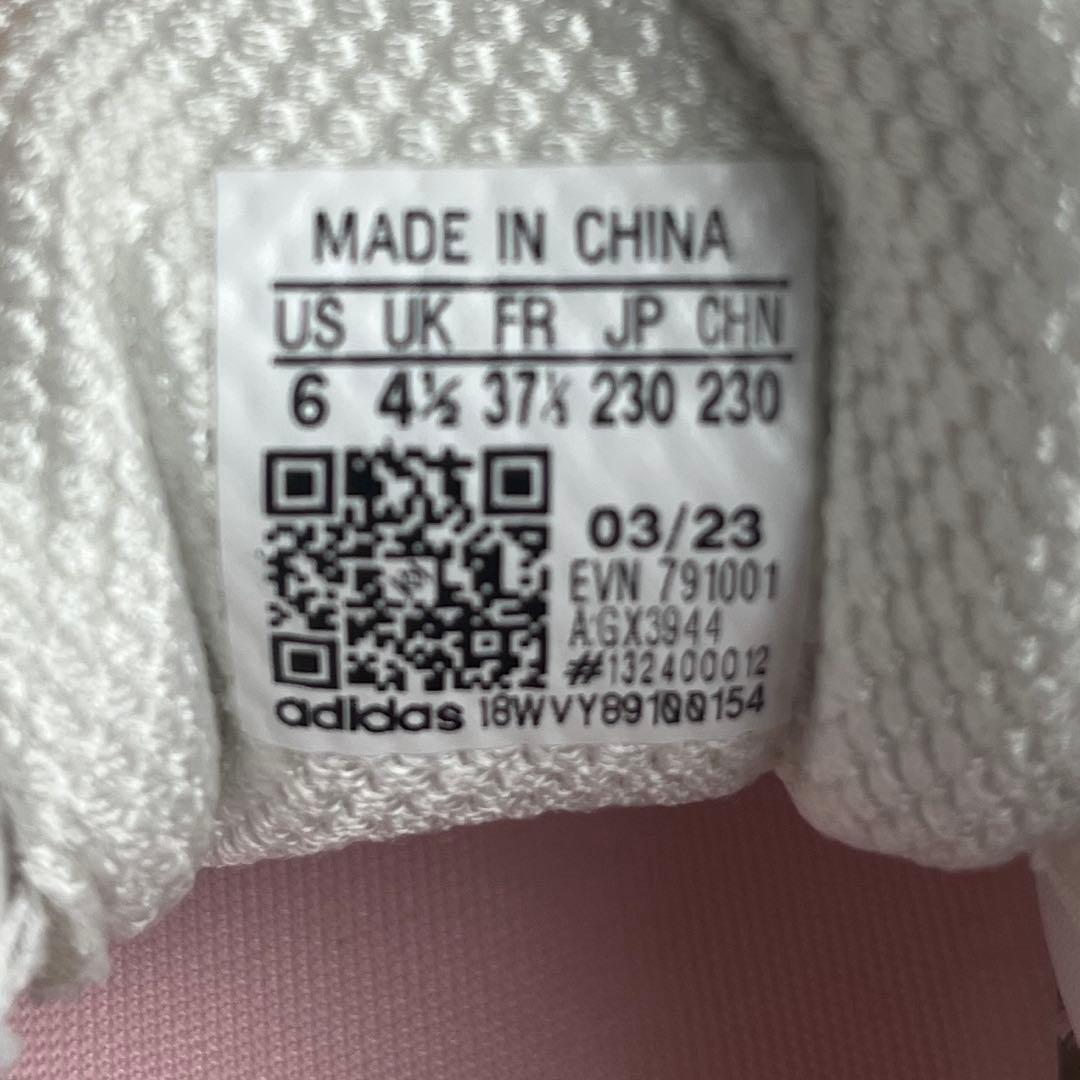 MADE IN CHINA
US UK FR JP CHN
6 4½ 37⅓ 230 230
03/23
EVN 791001
A:GX3944
#132400012
adidas 18WVY89100154